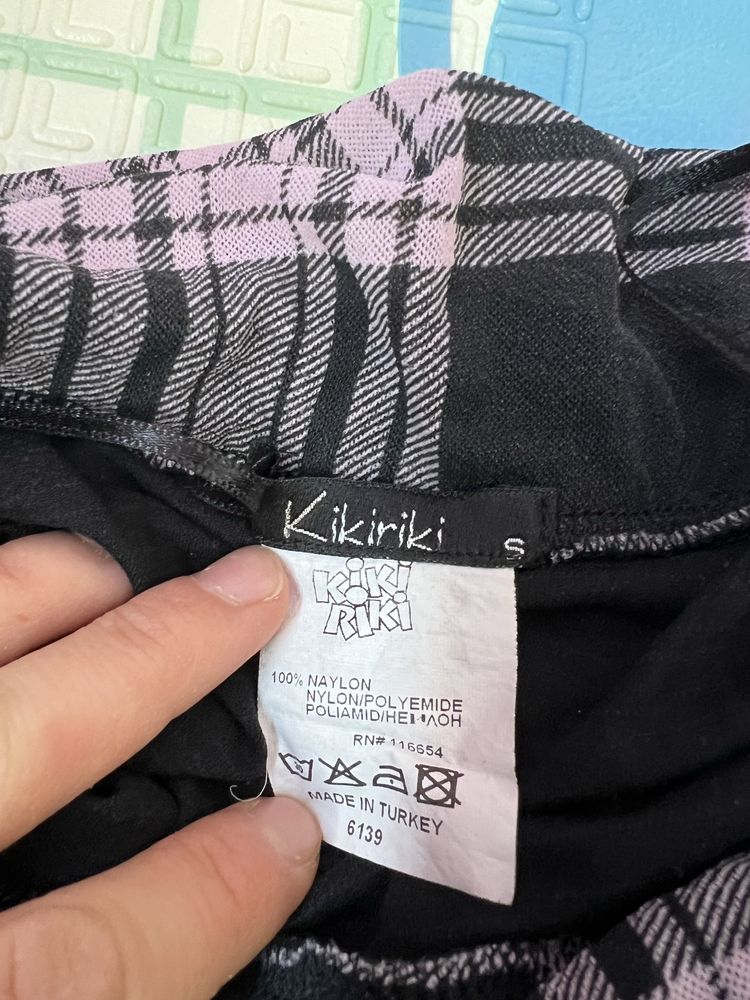 Kikiriki
S
KiKi
RiKi
100% NAYLON
NYLON/POLYEMIDE
POLIAMID/НЕЙЛОН
RN# 116654
MADE IN TURKEY
6139